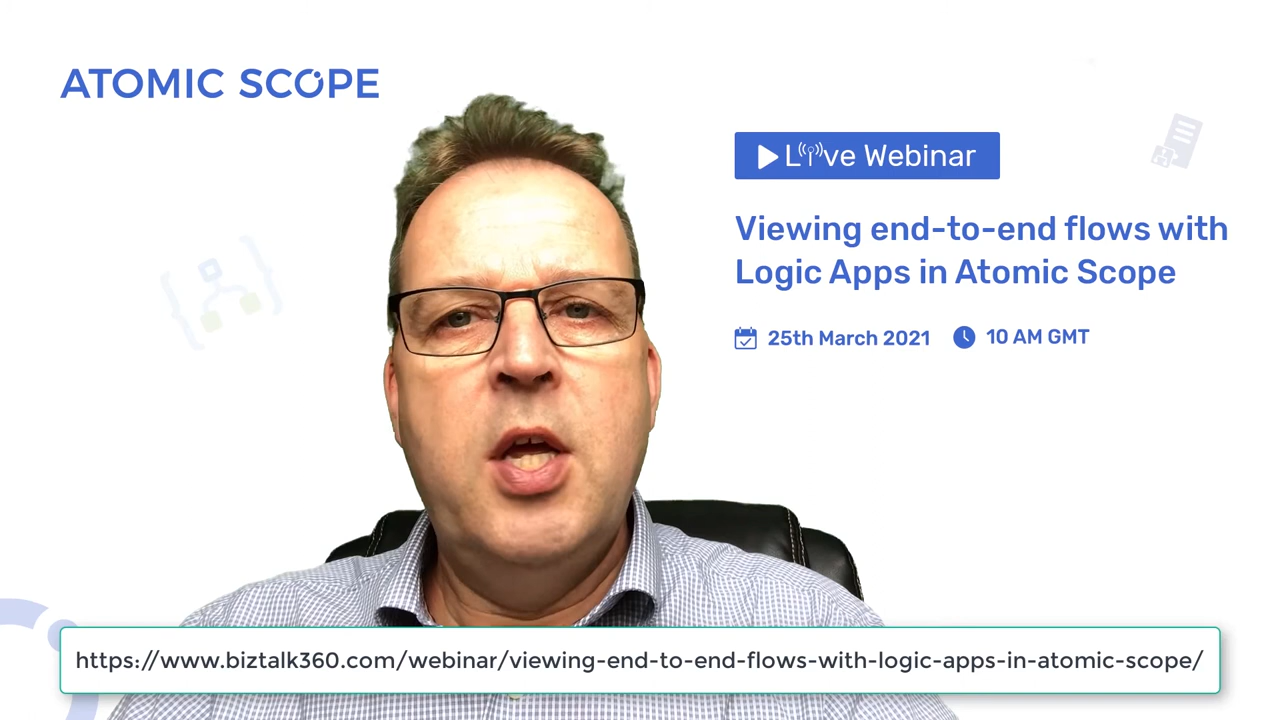 ATOMIC SCOPE
Live Webinar
Viewing end-to-end flows with
Logic Apps in Atomic Scope
25th March 2021 10 AM GMT
https://www.biztalk360.com/webinar/viewing-end-to-end-flows-with-logic-apps-in-atomic-scope/